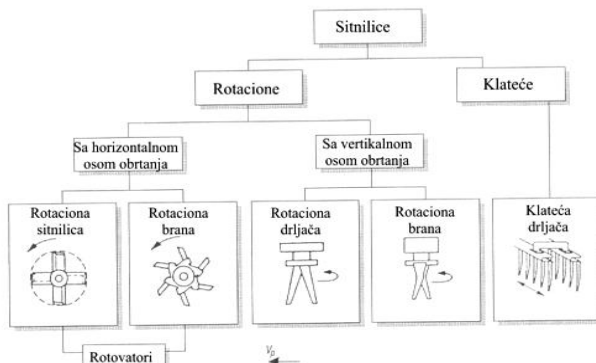 Sitnilice
Rotacione
Klateće
Sa horizontalnom
osom obrtanja
Sa vertikalnom
osom obrtanja
Rotaciona
sitnilica
Rotaciona
brana
Rotaciona
drljača
Rotaciona
brana
Klateća
drljača
Rotovatori
Vp